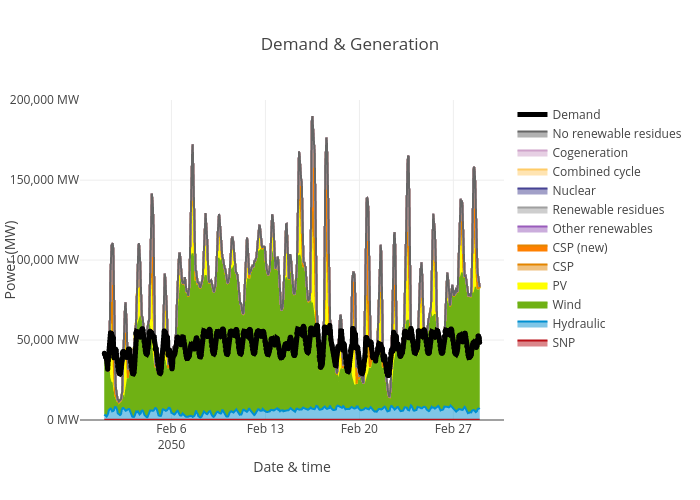 Demand & Generation
200,000 MW
150,000 MW
100,000 MW
50,000 MW
0 MW
Power (MW)
Feb 6
2050
Feb 13
Feb 20
Feb 27
Date & time
Demand
No renewable residues
Cogeneration
Combined cycle
Nuclear
Renewable residues
Other renewables
CSP (new)
CSP
PV
Wind
Hydraulic
SNP